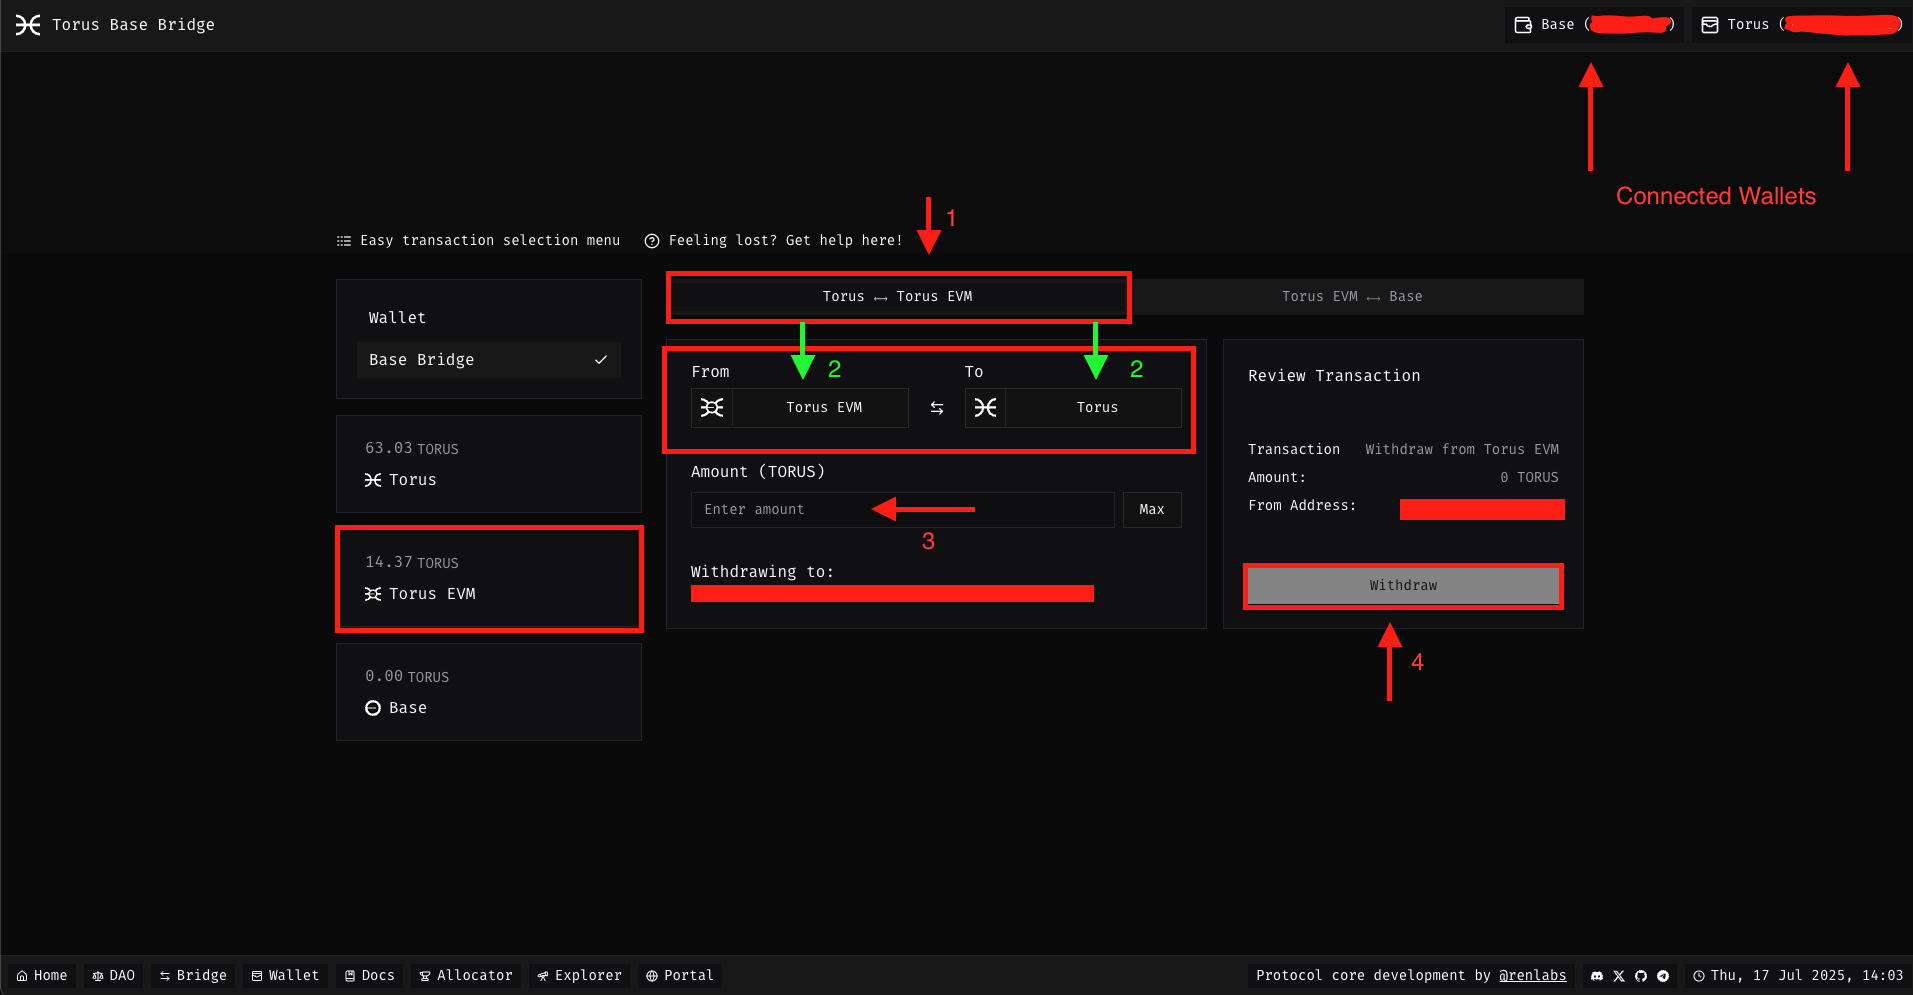 Torus Base Bridge
Base ( )
Torus ( )
Connected Wallets
1
Easy transaction selection menu
Feeling lost? Get help here!
Wallet
Base Bridge
63.03 TORUS
Torus
14.37 TORUS
Torus EVM
0.00 TORUS
Base
Torus ⟷ Torus EVM
Torus EVM ⟷ Base
From
2
To
2
Torus EVM
Torus
Amount (TORUS)
Enter amount
Max
3
Withdrawing to:
Review Transaction
Transaction Withdraw from Torus EVM
Amount: 0 TORUS
From Address:
Withdraw
4
Home
DAO
Bridge
Wallet
Docs
Allocator
Explorer
Portal
Protocol core development by @renlabs
Thu, 17 Jul 2025, 14:03